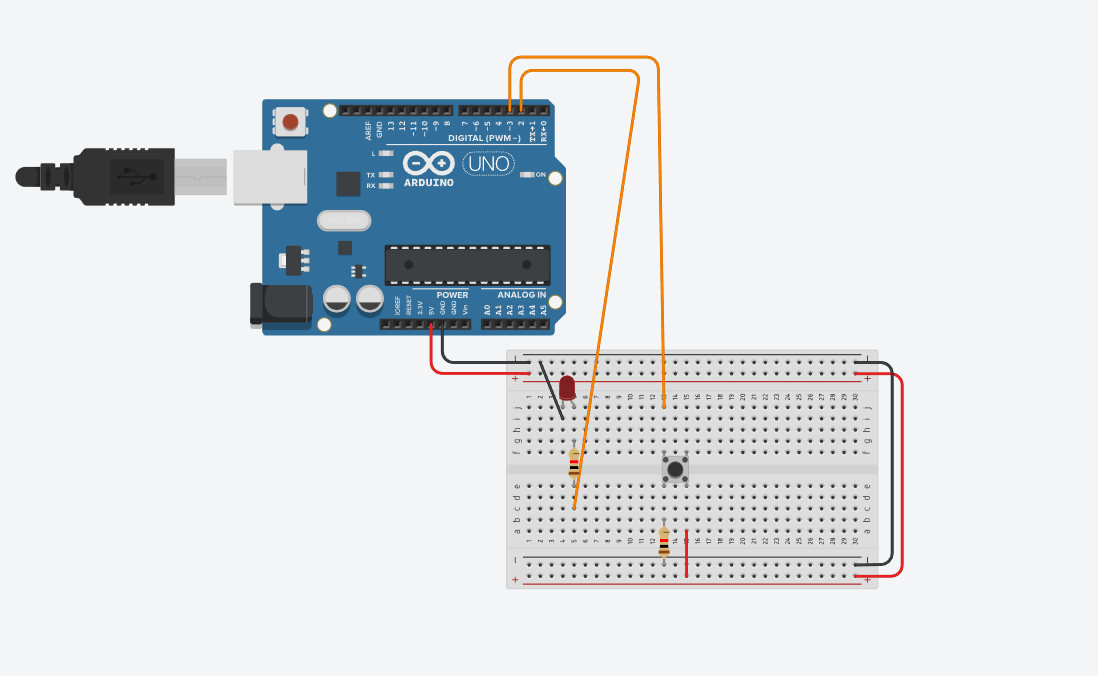 AREF
GND
13
12
~11
~10
~9
8
7
~6
~5
4
~3
2
TX→1
RX←0
DIGITAL (PWM~)
L
TX
RX
UNO
ARDUINO
ON
POWER
ANALOG IN
IOREF
RESET
3.3V
5V
GND
GND
Vin
A0
A1
A2
A3
A4
A5
- -
+ +
1 2 3 6 7 8 9 10 11 12 13 14 15 16 17 18 19 20 21 22 23 24 25 26 27 28 29 30
j j
i i
h h
g g
f f
e e
d d
c c
b b
a a
1 2 3 4 5 6 7 8 9 10 11 12 14 15 16 17 18 19 20 21 22 23 24 25 26 27 28 29 30
- -
+ +